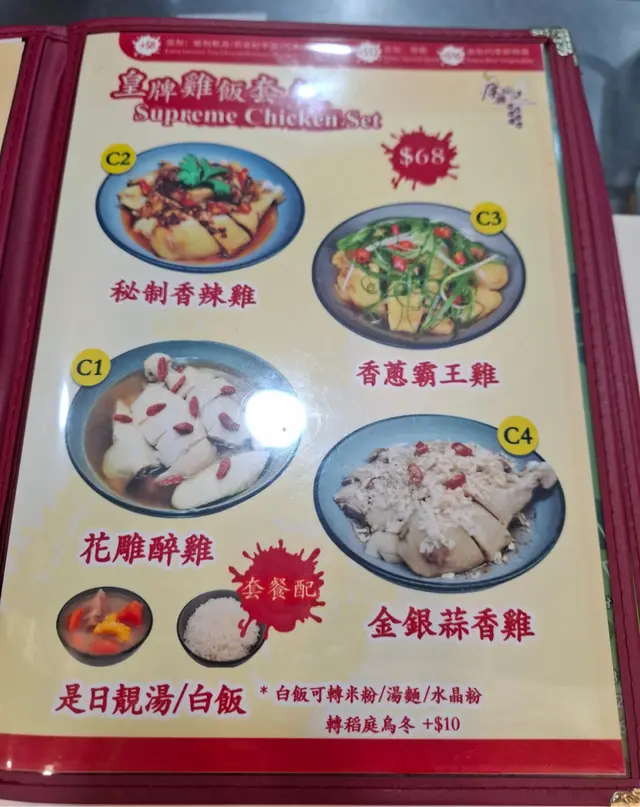 +$8
皇牌雞飯套
Supreme Chicken Set
$68
C2
秘制香辣雞
C3
香蔥霸王雞
C1
花雕醉雞
C4
金銀蒜香雞
套餐配
是日靚湯/白飯
* 白飯可轉米粉/湯麵/水晶粉
轉稻庭烏冬 +$10